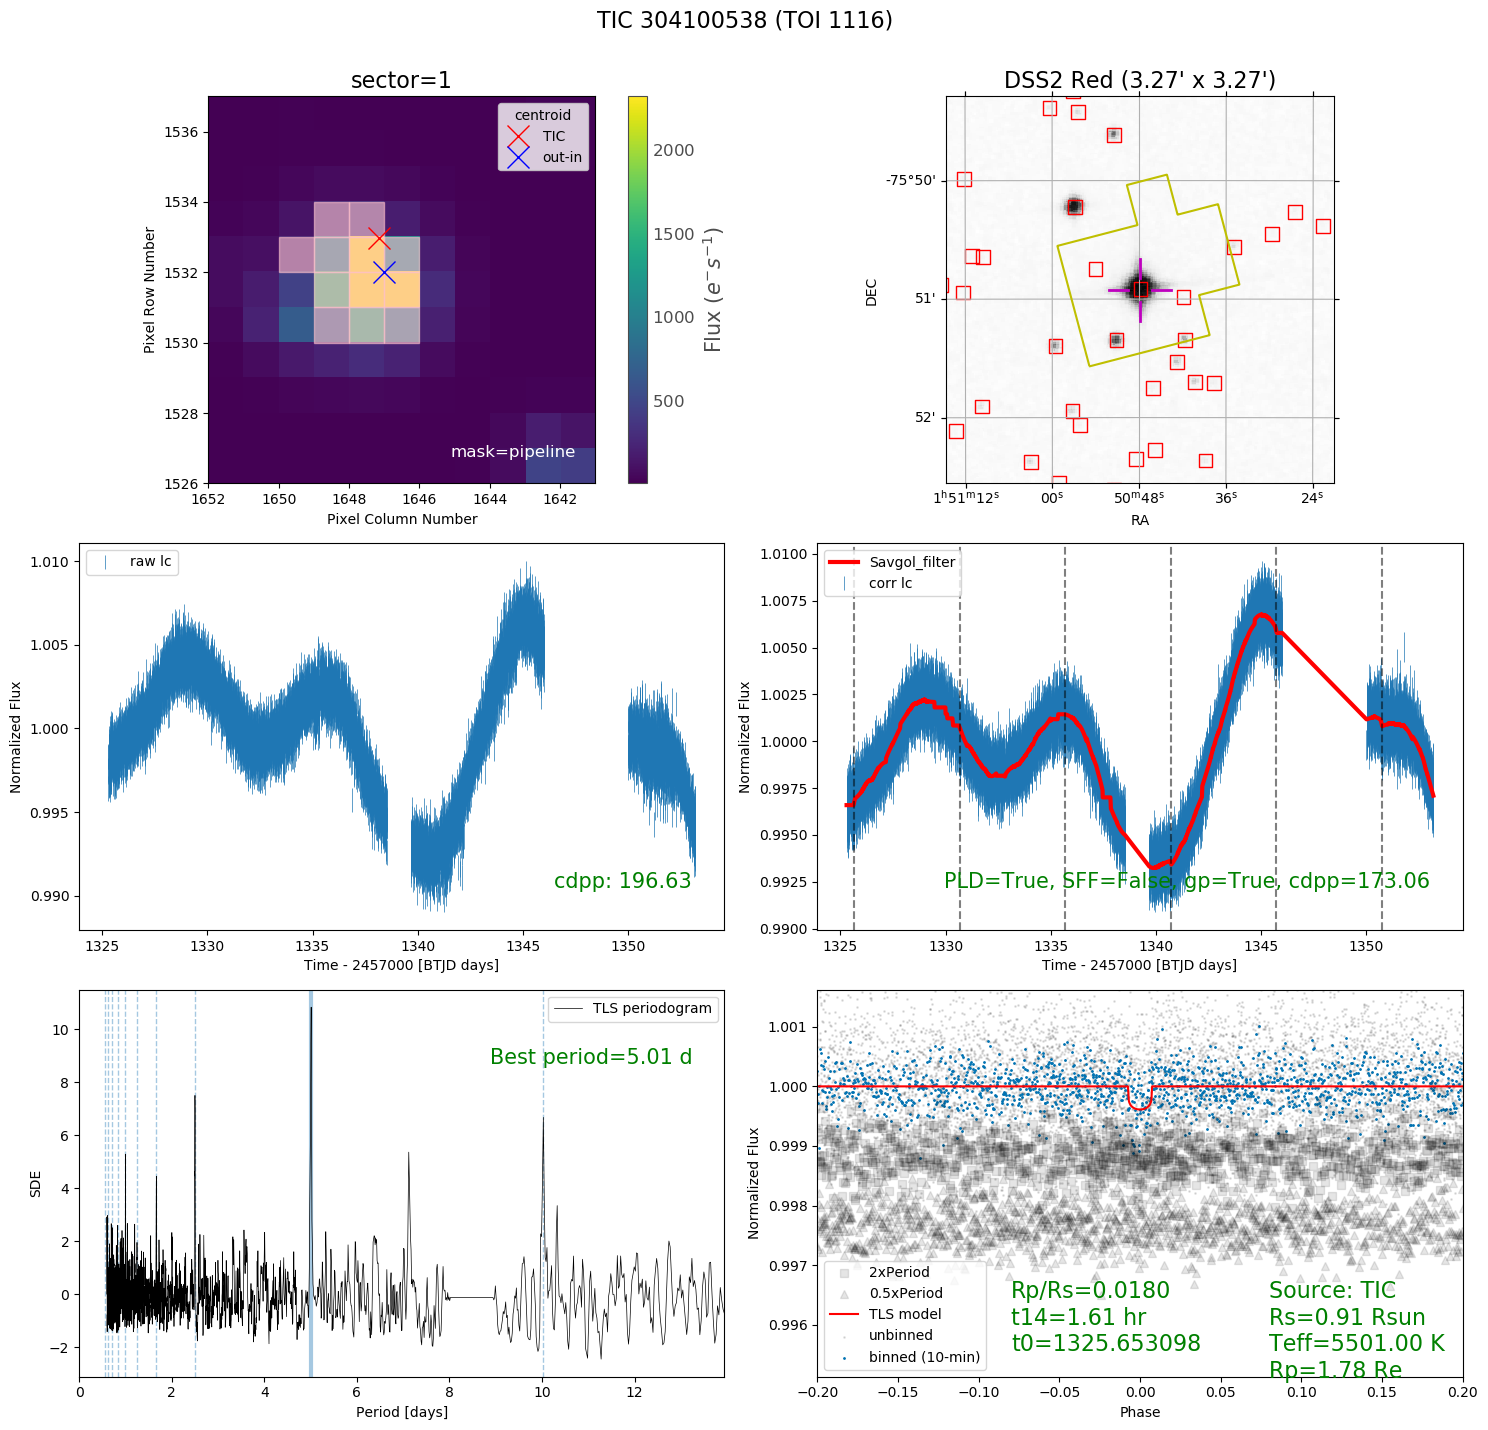 TIC 304100538 (TOI 1116)
sector=1
DSS2 Red (3.27' x 3.27')
centroid
TIC
out-in
mask=pipeline
1536
1534
1532
1530
1528
1526
Pixel Row Number
1652
1650
1648
1646
1644
1642
Pixel Column Number
2000
1500
1000
500
Flux (e⁻s⁻¹)
-75°50'
51'
52'
DEC
1ʰ51ᵐ12ˢ
00ˢ
50ᵐ48ˢ
36ˢ
24ˢ
RA
raw lc
1.010
1.005
1.000
0.995
0.990
Normalized Flux
cdpp: 196.63
1325
1330
1335
1340
1345
1350
Time - 2457000 [BTJD days]
Savgol_filter
corr lc
1.0100
1.0075
1.0050
1.0025
1.0000
0.9975
0.9950
0.9925
0.9900
Normalized Flux
PLD=True, SFF=False, gp=True, cdpp=173.06
1325
1330
1335
1340
1345
1350
Time - 2457000 [BTJD days]
TLS periodogram
Best period=5.01 d
10
8
6
4
2
0
−2
SDE
0
2
4
6
8
10
12
Period [days]
1.001
1.000
0.999
0.998
0.997
0.996
Normalized Flux
2xPeriod
0.5xPeriod
TLS model
unbinned
binned (10-min)
Rp/Rs=0.0180
t14=1.61 hr
t0=1325.653098
Source: TIC
Rs=0.91 Rsun
Teff=5501.00 K
Rp=1.78 Re
−0.20
−0.15
−0.10
−0.05
0.00
0.05
0.10
0.15
0.20
Phase